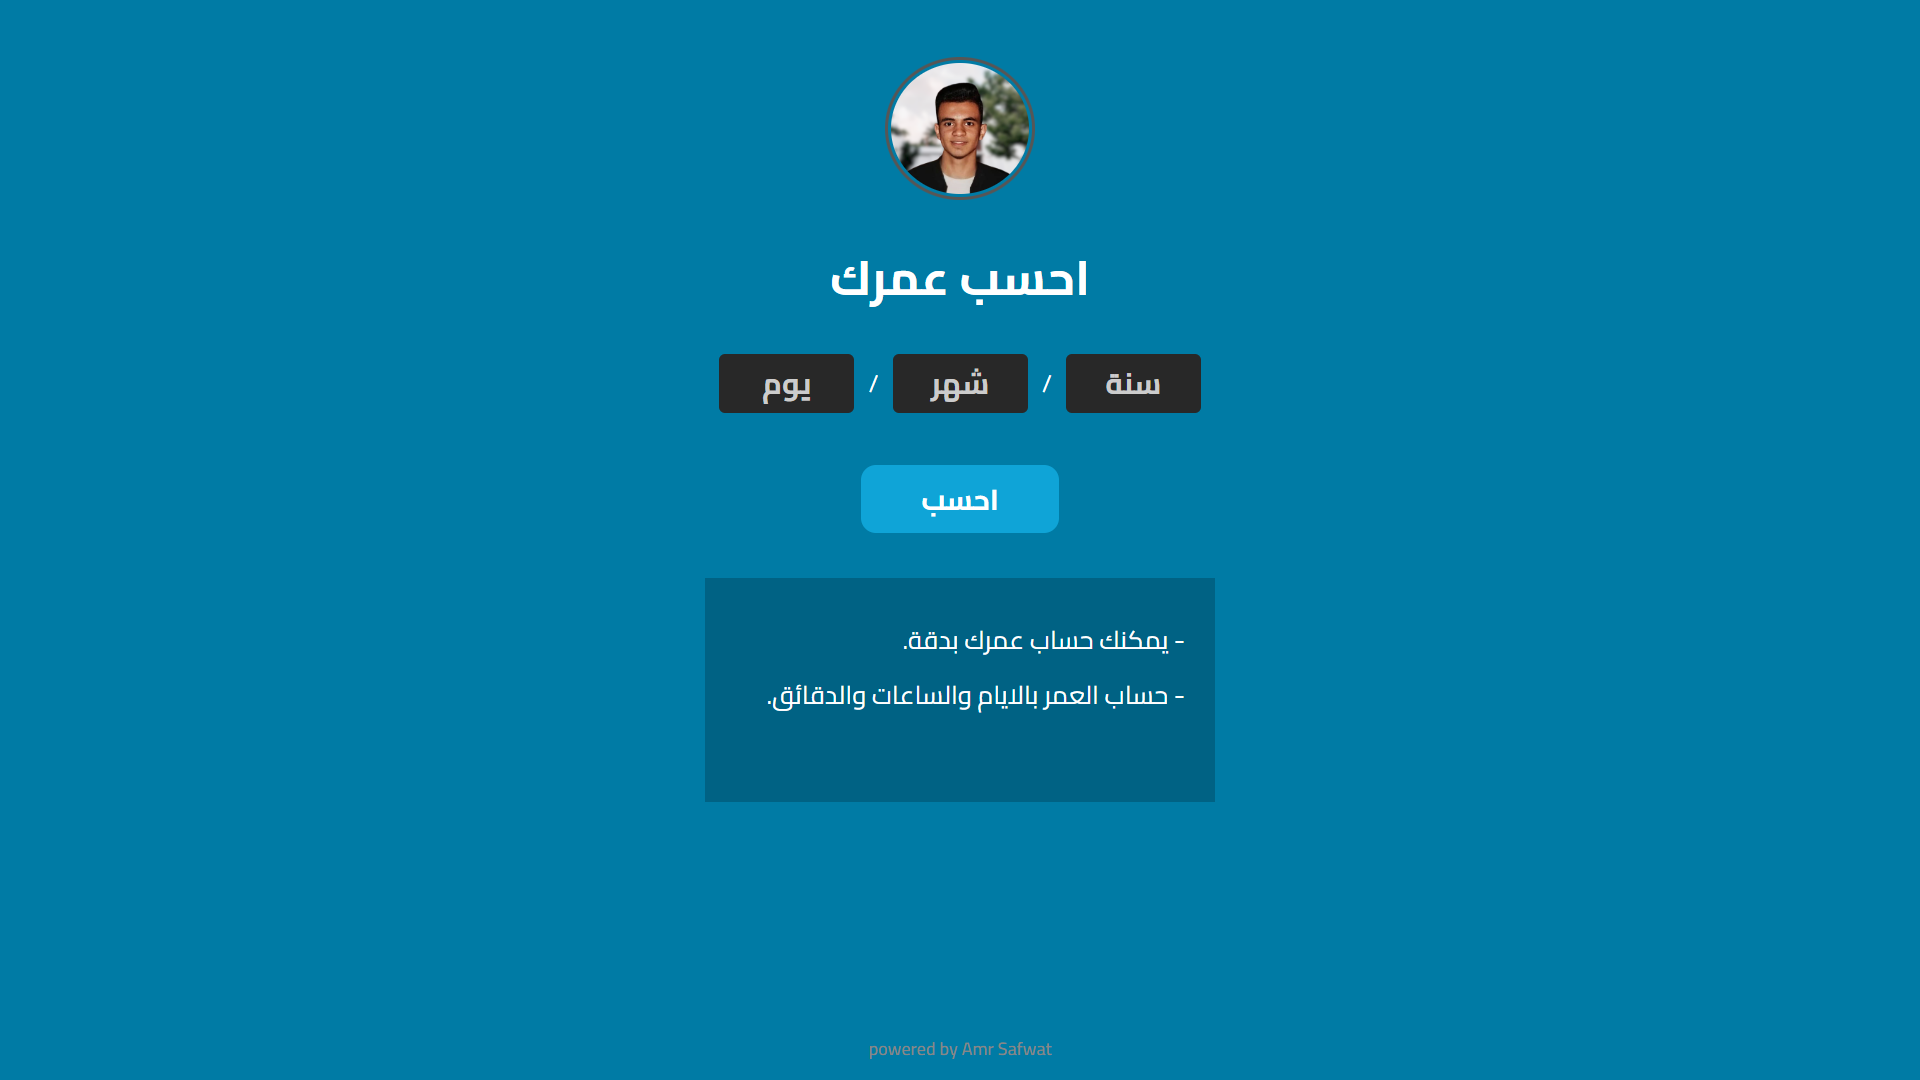 احسب عمرك
يوم / شهر / سنة
احسب
- يمكنك حساب عمرك بدقة.
- حساب العمر بالايام والساعات والدقائق.
powered by Amr Safwat